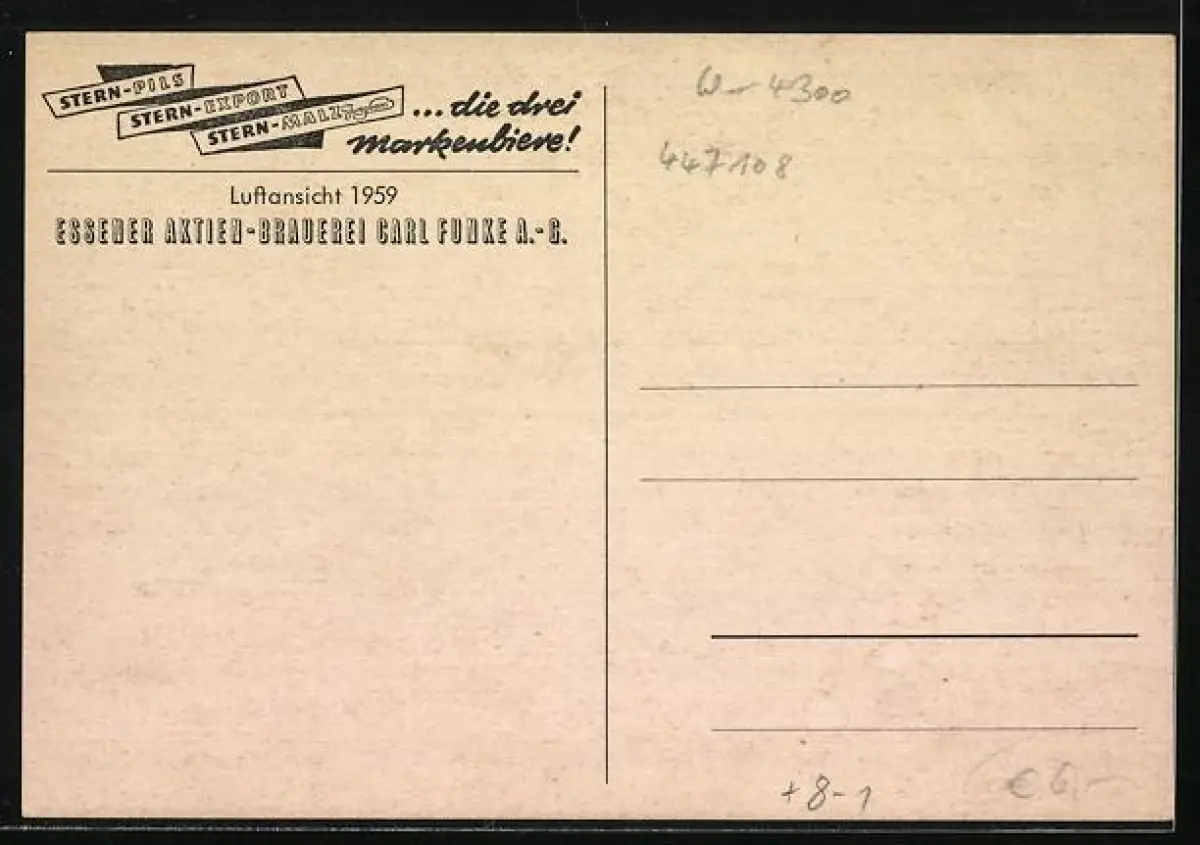 STERN-PILS
STERN-EXPORT
STERN-MALZ
... die drei
Markenbiere!
Luftansicht 1959
ESSENER AKTIEN-BRAUEREI CARL FUNKE A.-G.
W-4300
447108
+8-1
€ 6,-